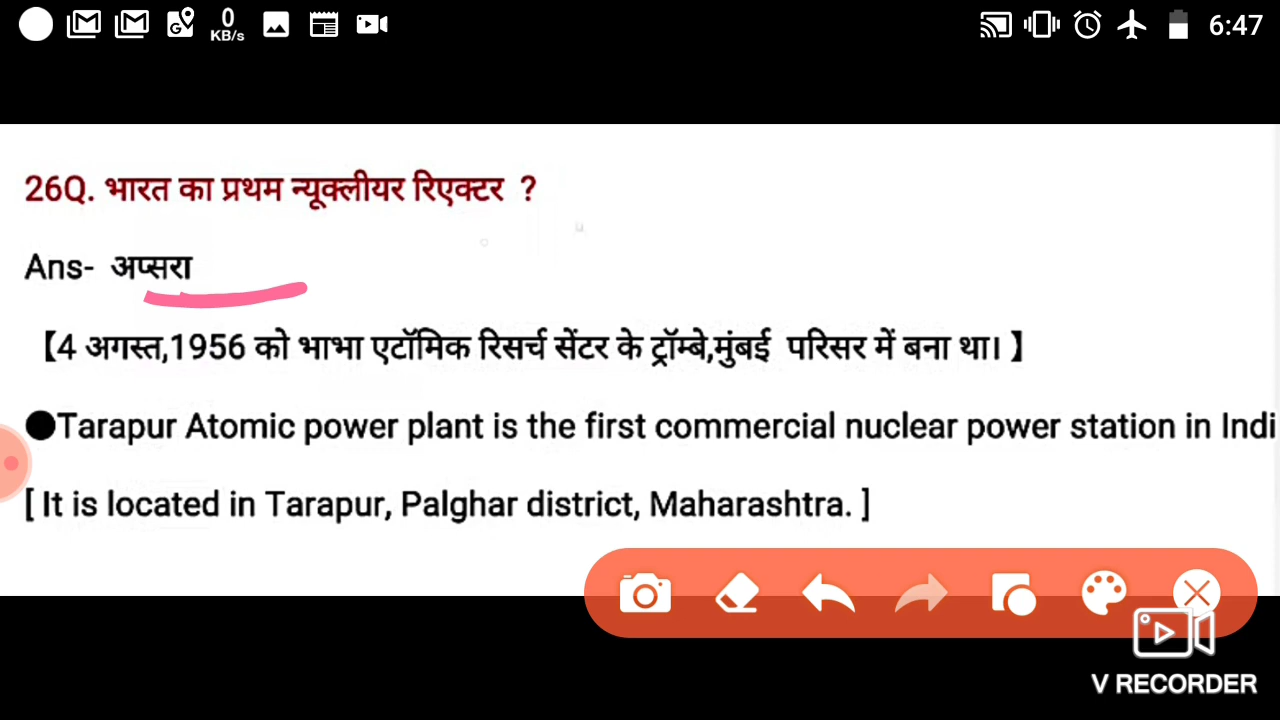 0
KB/s
6:47
26Q. भारत का प्रथम न्यूक्लीयर रिएक्टर ?
Ans- अप्सरा
【4 अगस्त,1956 को भाभा एटॉमिक रिसर्च सेंटर के ट्रॉम्बे,मुंबई परिसर में बना था। 】
●Tarapur Atomic power plant is the first commercial nuclear power station in Indi
[ It is located in Tarapur, Palghar district, Maharashtra. ]
V RECORDER